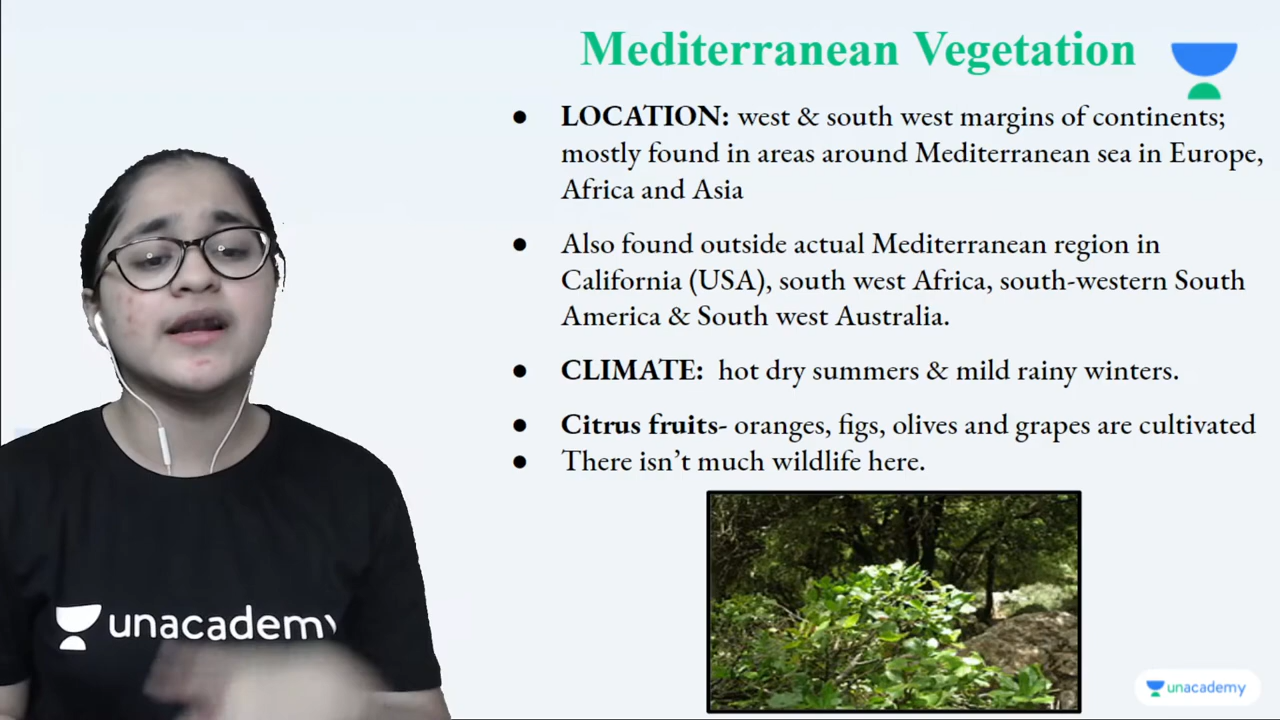 Mediterranean Vegetation
● LOCATION: west & south west margins of continents;
mostly found in areas around Mediterranean sea in Europe,
Africa and Asia
● Also found outside actual Mediterranean region in
California (USA), south west Africa, south-western South
America & South west Australia.
● CLIMATE: hot dry summers & mild rainy winters.
● Citrus fruits- oranges, figs, olives and grapes are cultivated
● There isn't much wildlife here.
unacademy
unacademy